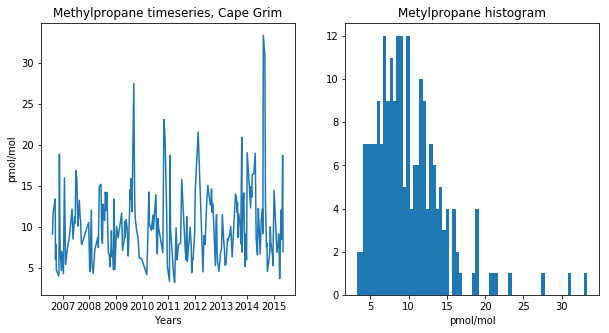 Methylpropane timeseries, Cape Grim
pmol/mol
30
25
20
15
10
5
2007 2008 2009 2010 2011 2012 2013 2014 2015
Years
Metylpropane histogram
12
10
8
6
4
2
0
5 10 15 20 25 30
pmol/mol